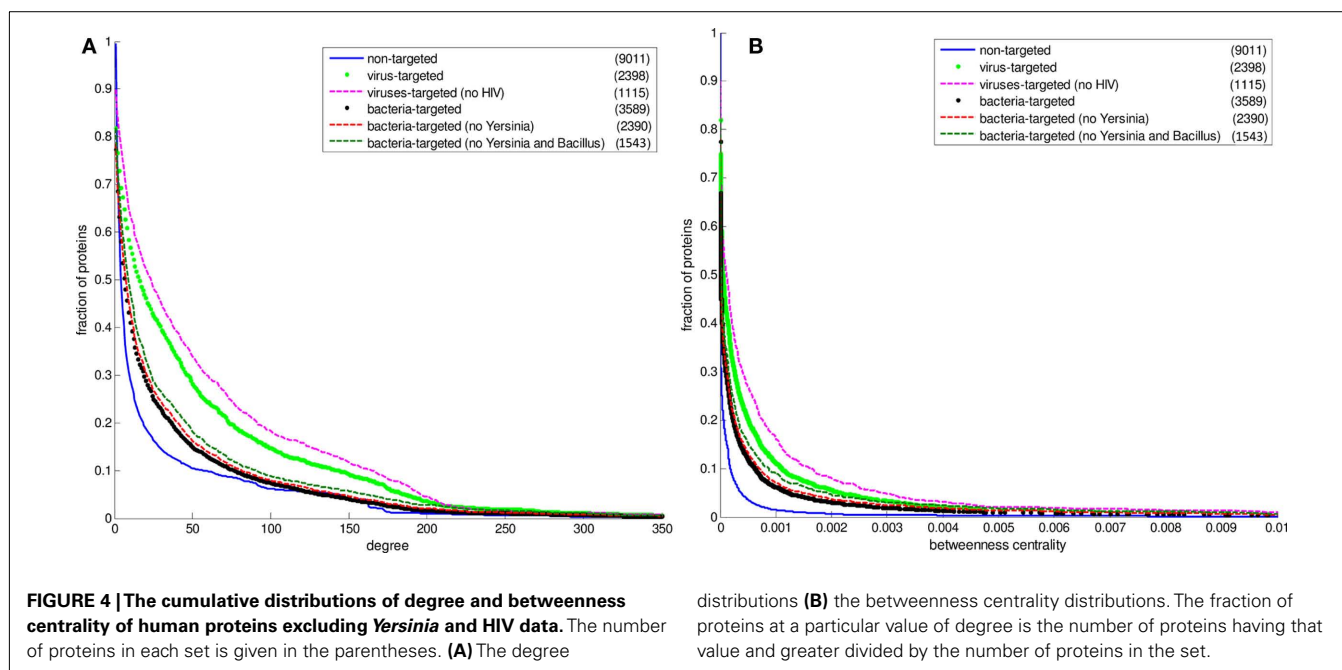 A
non-targeted (9011)
virus-targeted (2398)
viruses-targeted (no HIV) (1115)
bacteria-targeted (3589)
bacteria-targeted (no Yersinia) (2390)
bacteria-targeted (no Yersinia and Bacillus) (1543)
1
0.9
0.8
0.7
0.6
0.5
0.4
0.3
0.2
0.1
0
fraction of proteins
0 50 100 150 200 250 300 350
degree
B
non-targeted (9011)
virus-targeted (2398)
viruses-targeted (no HIV) (1115)
bacteria-targeted (3589)
bacteria-targeted (no Yersinia) (2390)
bacteria-targeted (no Yersinia and Bacillus) (1543)
1
0.9
0.8
0.7
0.6
0.5
0.4
0.3
0.2
0.1
0
fraction of proteins
0 0.001 0.002 0.003 0.004 0.005 0.006 0.007 0.008 0.009 0.01
betweenness centrality
FIGURE 4 | The cumulative distributions of degree and betweenness
centrality of human proteins excluding Yersinia and HIV data. The number
of proteins in each set is given in the parentheses. (A) The degree
distributions (B) the betweenness centrality distributions. The fraction of
proteins at a particular value of degree is the number of proteins having that
value and greater divided by the number of proteins in the set.